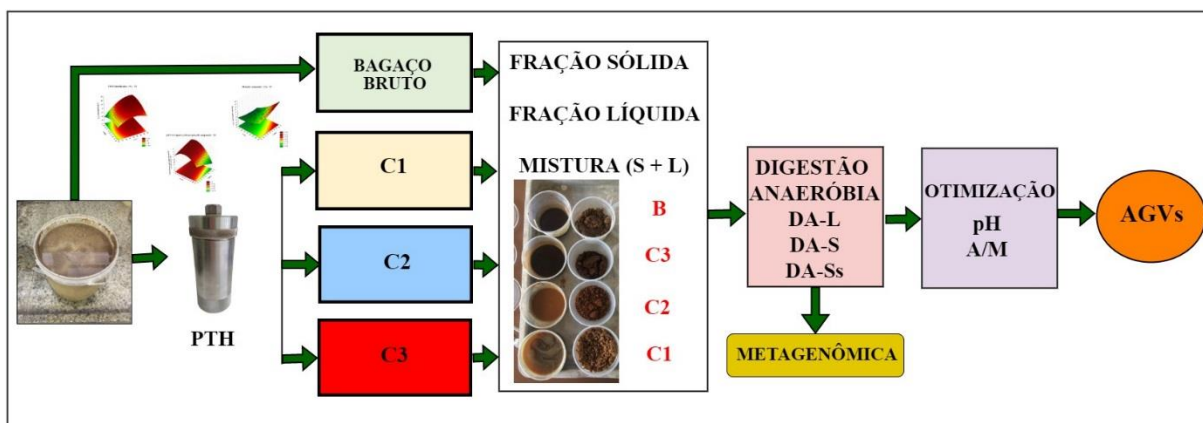 BAGAÇO
BRUTO
PTH
C1
C2
C3
FRAÇÃO SÓLIDA
FRAÇÃO LÍQUIDA
MISTURA (S + L)
B
C3
C2
C1
DIGESTÃO
ANAERÓBIA
DA-L
DA-S
DA-Ss
METAGENÔMICA
OTIMIZAÇÃO
pH
A/M
AGVs